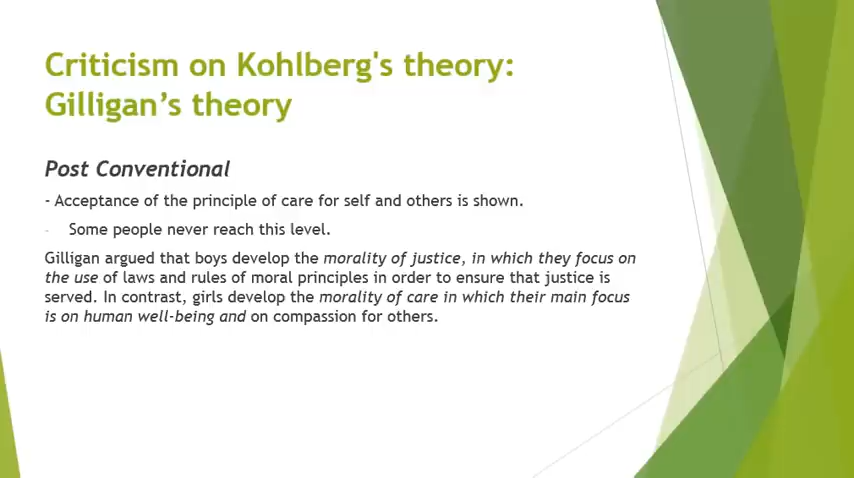 Criticism on Kohlberg's theory:
Gilligan’s theory
Post Conventional
- Acceptance of the principle of care for self and others is shown.
- Some people never reach this level.
Gilligan argued that boys develop the morality of justice, in which they focus on
the use of laws and rules of moral principles in order to ensure that justice is
served. In contrast, girls develop the morality of care in which their main focus
is on human well-being and on compassion for others.